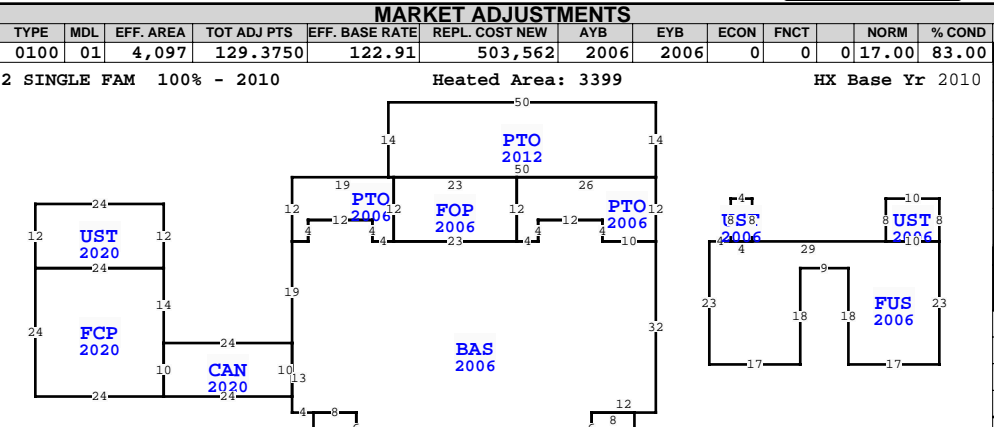 MARKET ADJUSTMENTS
TYPE MDL EFF. AREA TOT ADJ PTS EFF. BASE RATE REPL. COST NEW AYB EYB ECON FNCT NORM % COND
0100 01 4,097 129.3750 122.91 503,562 2006 2006 0 0 0 17.00 83.00
2 SINGLE FAM 100% - 2010 Heated Area: 3399 HX Base Yr 2010
50
14 PTO 14
2012
50
19 23 26
24 PTO PTO 4 10
12 2006 12 FOP 12 2006 12 8 UST 8 8 UST 8
12 UST 12 12 2006 12 2006 2006
2020 4 4 4 4
4 23 4 10 4 4 29 10
24 9
19
14 23 FUS 23
24 FCP 18 18 2006
2020 32
24 BAS
2006
10 CAN 10 17 17
2020 13
24 24
4 8 12
8